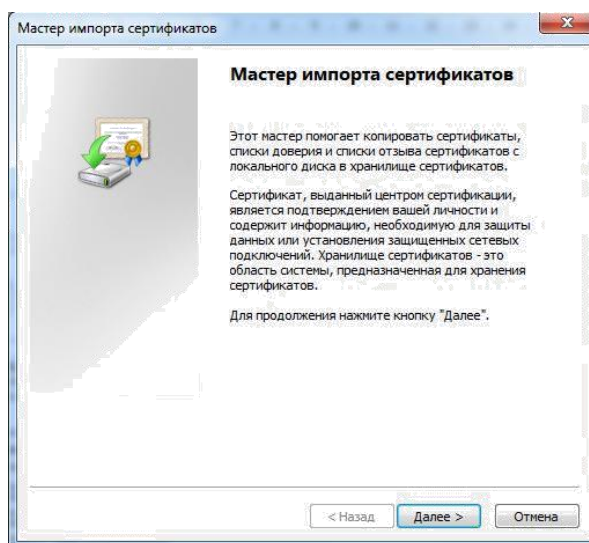 Мастер импорта сертификатов
Мастер импорта сертификатов
Этот мастер помогает копировать сертификаты,
списки доверия и списки отзыва сертификатов с
локального диска в хранилище сертификатов.
Сертификат, выданный центром сертификации,
является подтверждением вашей личности и
содержит информацию, необходимую для защиты
данных или установления защищенных сетевых
подключений. Хранилище сертификатов - это
область системы, предназначенная для хранения
сертификатов.
Для продолжения нажмите кнопку "Далее".
< Назад Далее > Отмена